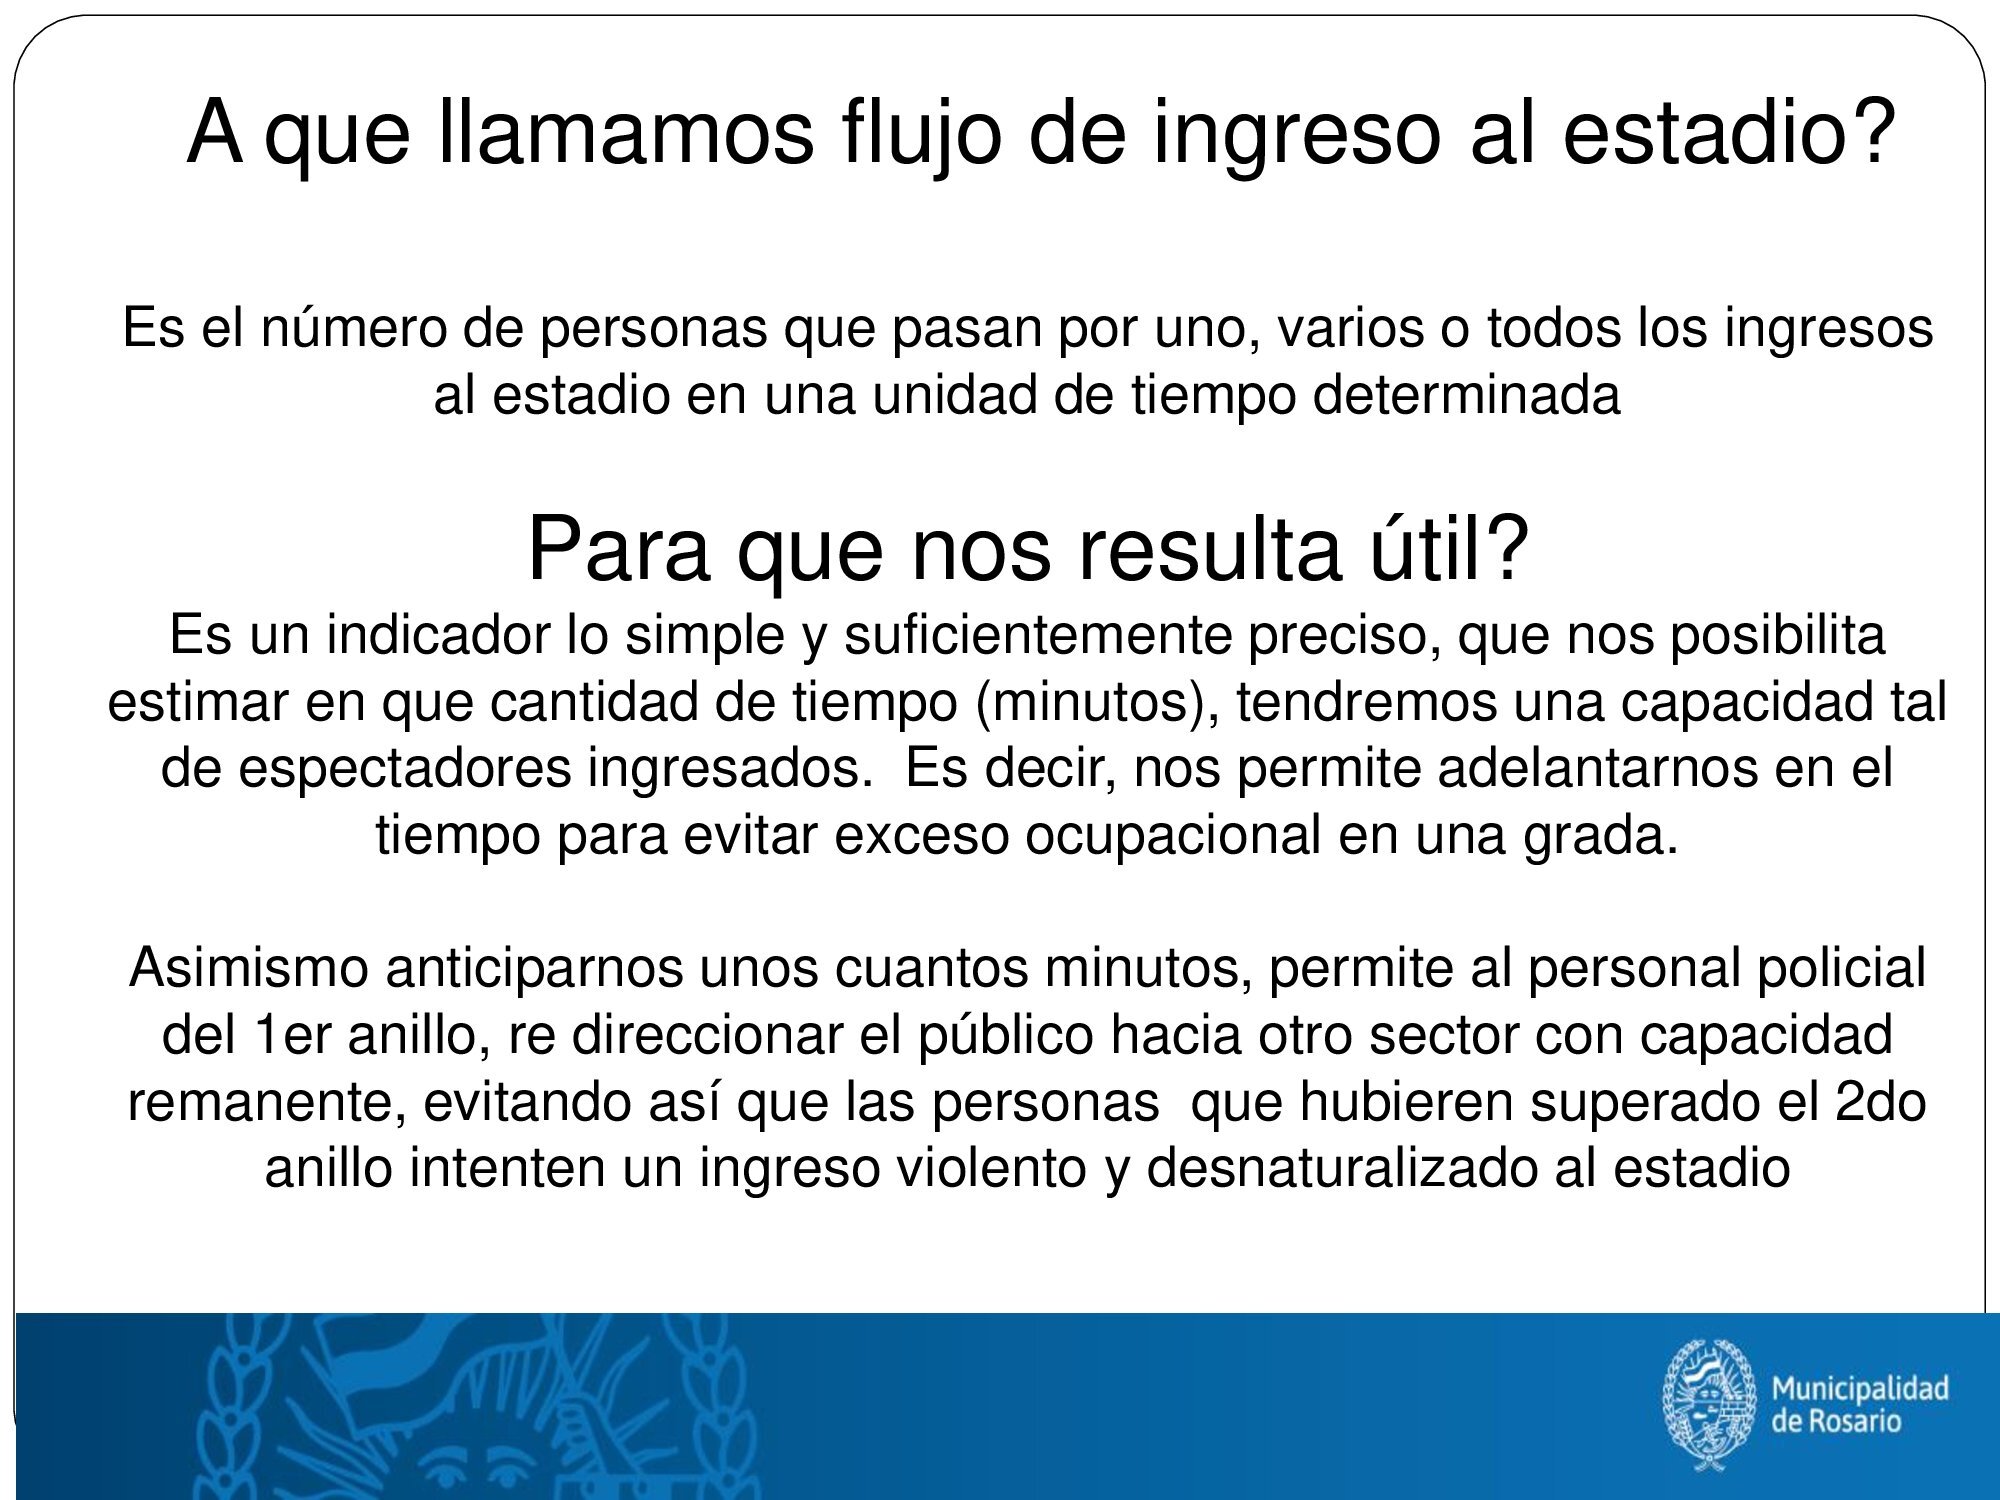 A que llamamos flujo de ingreso al estadio?
Es el número de personas que pasan por uno, varios o todos los ingresos
al estadio en una unidad de tiempo determinada
Para que nos resulta útil?
Es un indicador lo simple y suficientemente preciso, que nos posibilita
estimar en que cantidad de tiempo (minutos), tendremos una capacidad tal
de espectadores ingresados.  Es decir, nos permite adelantarnos en el
tiempo para evitar exceso ocupacional en una grada.
Asimismo anticiparnos unos cuantos minutos, permite al personal policial
del 1er anillo, re direccionar el público hacia otro sector con capacidad
remanente, evitando así que las personas  que hubieren superado el 2do
anillo intenten un ingreso violento y desnaturalizado al estadio
Municipalidad
de Rosario